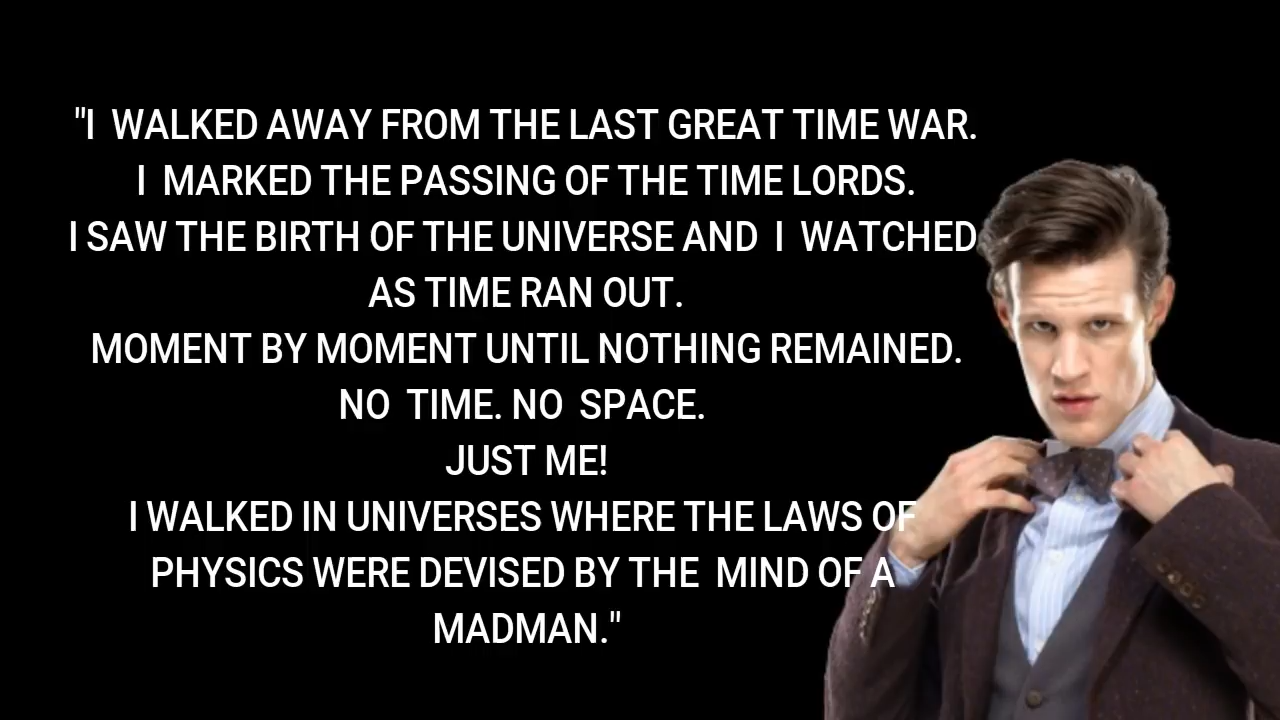 "I WALKED AWAY FROM THE LAST GREAT TIME WAR.
I MARKED THE PASSING OF THE TIME LORDS.
I SAW THE BIRTH OF THE UNIVERSE AND I WATCHED
AS TIME RAN OUT.
MOMENT BY MOMENT UNTIL NOTHING REMAINED.
NO TIME. NO SPACE.
JUST ME!
I WALKED IN UNIVERSES WHERE THE LAWS OF
PHYSICS WERE DEVISED BY THE MIND OF A
MADMAN."